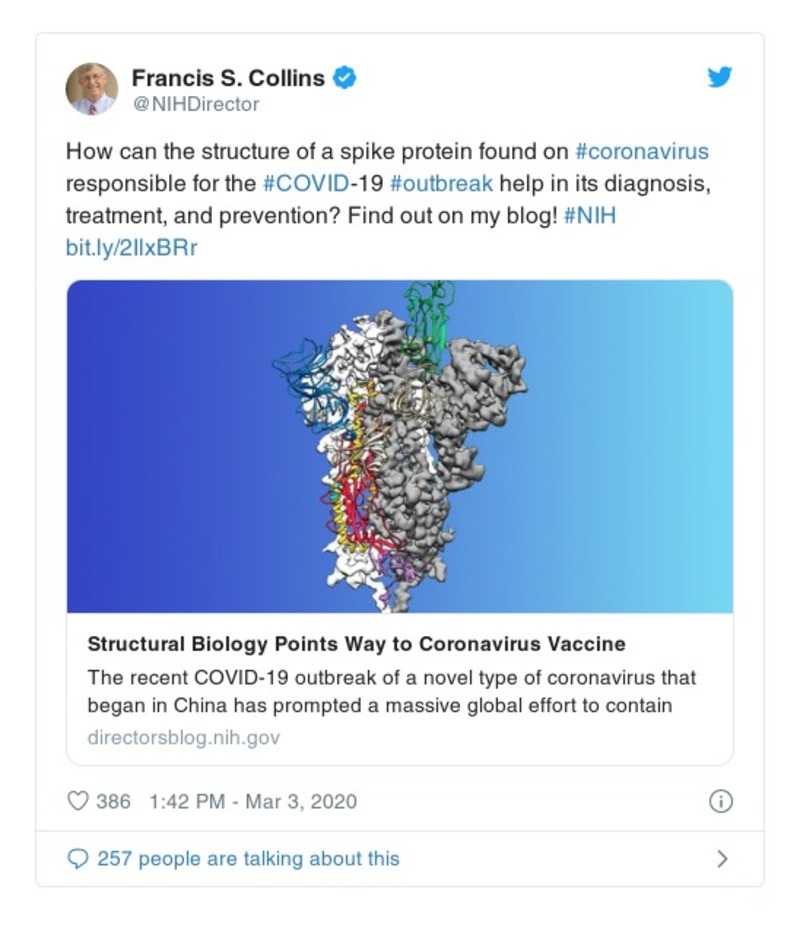 Francis S. Collins
@NIHDirector
How can the structure of a spike protein found on #coronavirus
responsible for the #COVID-19 #outbreak help in its diagnosis,
treatment, and prevention? Find out on my blog! #NIH
bit.ly/2IlxBRr
Structural Biology Points Way to Coronavirus Vaccine
The recent COVID-19 outbreak of a novel type of coronavirus that
began in China has prompted a massive global effort to contain
directorsblog.nih.gov
386 1:42 PM - Mar 3, 2020
257 people are talking about this